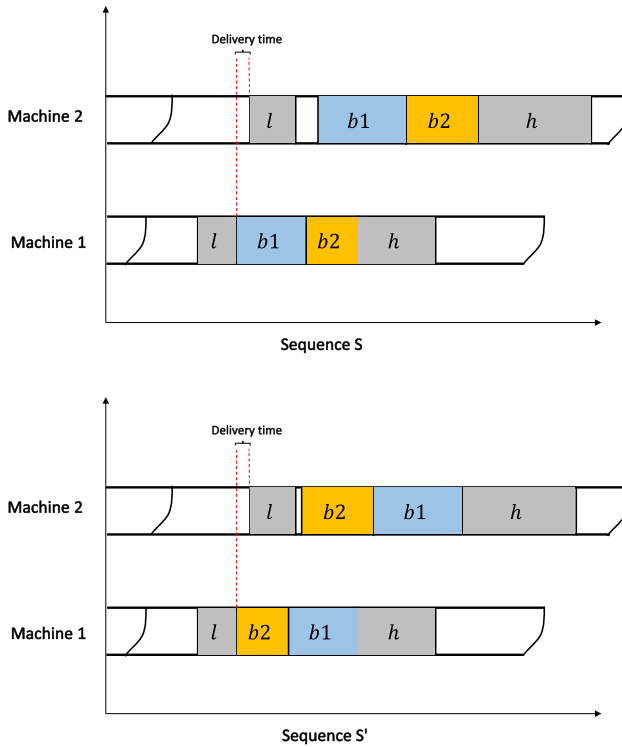 Delivery time
Machine 2
l b1 b2 h
Machine 1
l b1 b2 h
Sequence S
Delivery time
Machine 2
l b2 b1 h
Machine 1
l b2 b1 h
Sequence S'